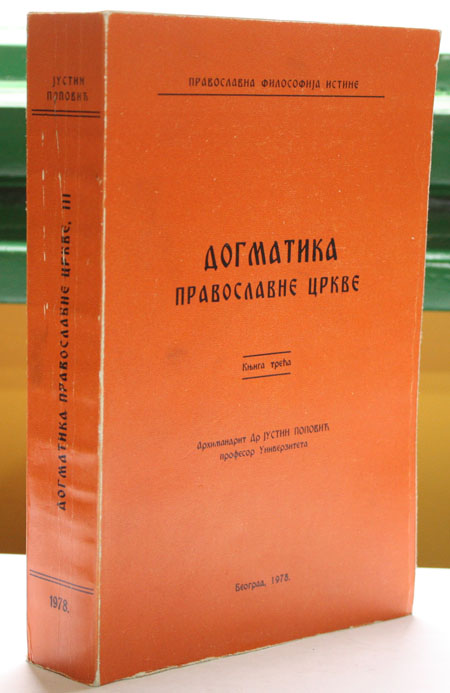 ЈУСТИН
ПОПОВИЋ
ДОГМАТИКА ПРАВОСЛАВНЕ ЦРКВЕ, III
1978.
ПРАВОСЛАВНА ФИЛОСОФИЈА ИСТИНЕ
ДОГМАТИКА
ПРАВОСЛАВНЕ ЦРКВЕ
Књига трећа
Архимандрит Др ЈУСТИН ПОПОВИЋ
професор Универзитета
Београд, 1978.